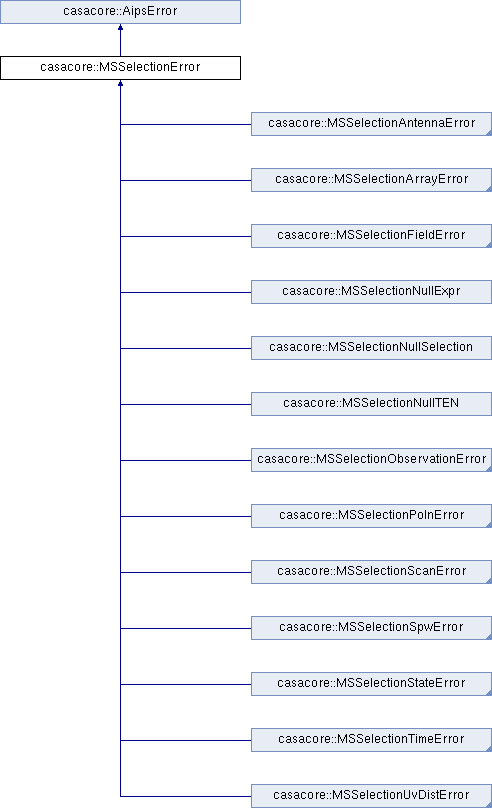 casacore::AipsError
casacore::MSSelectionError
casacore::MSSelectionAntennaError
casacore::MSSelectionArrayError
casacore::MSSelectionFieldError
casacore::MSSelectionNullExpr
casacore::MSSelectionNullSelection
casacore::MSSelectionNullTEN
casacore::MSSelectionObservationError
casacore::MSSelectionPolnError
casacore::MSSelectionScanError
casacore::MSSelectionSpwError
casacore::MSSelectionStateError
casacore::MSSelectionTimeError
casacore::MSSelectionUvDistError